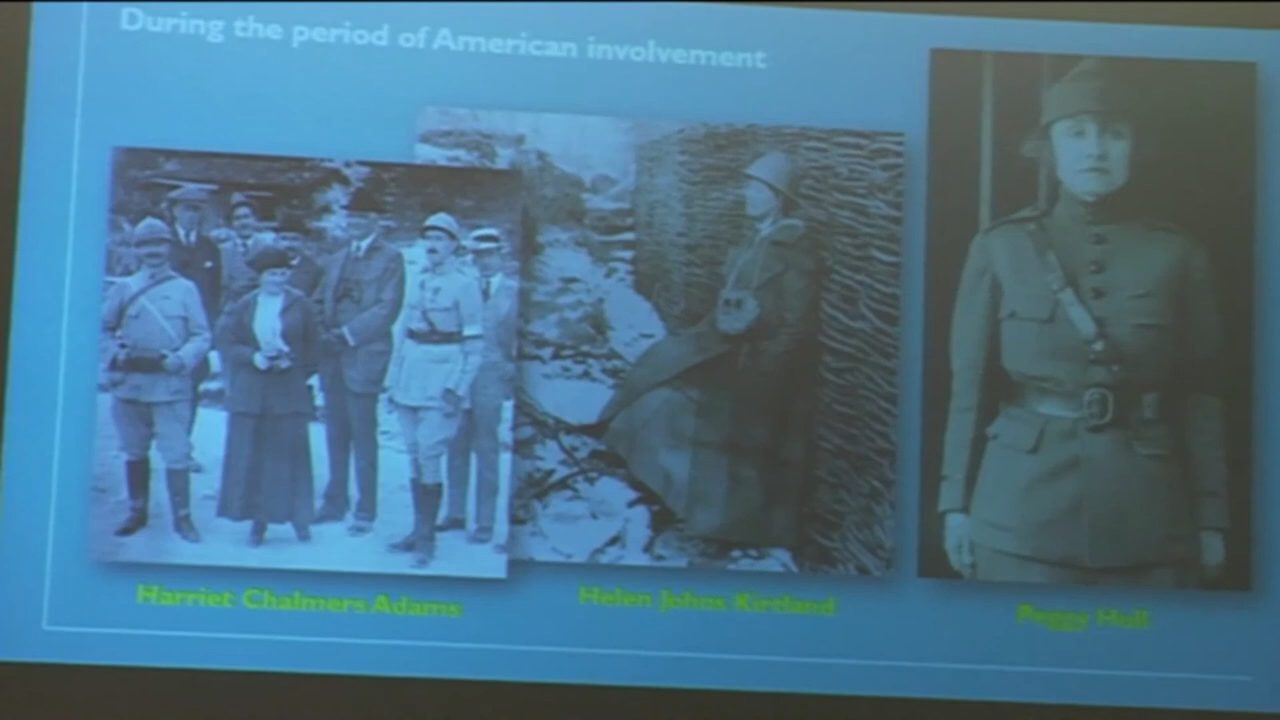 During the period of American involvement
Harriet Chalmers Adams
Helen Johns Kirtland
Peggy Hull